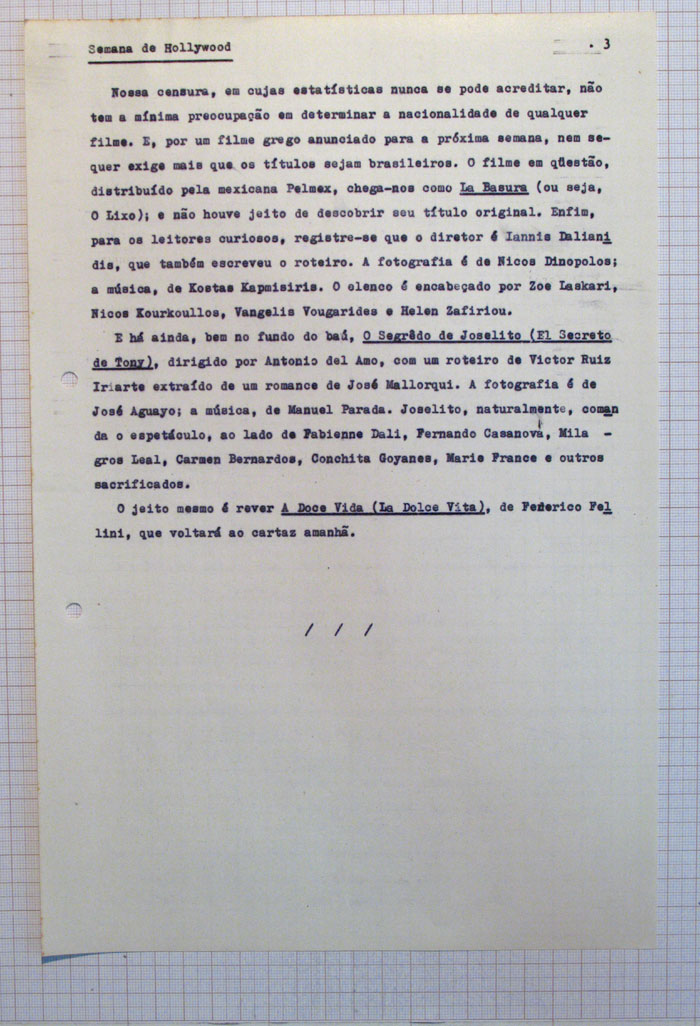 Semana de Hollywood . 3
Nossa censura, em cujas estatísticas nunca se pode acreditar, não
tem a mínima preocupação em determinar a nacionalidade de qualquer
filme. E, por um filme grego anunciado para a próxima semana, nem se-
quer exige mais que os títulos sejam brasileiros. O filme em qüestão,
distribuído pela mexicana Pelmex, chega-nos como La Basura (ou seja,
O Lixo); e não houve jeito de descobrir seu título original. Enfim,
para os leitores curiosos, registre-se que o diretor é Iannis Daliani
dis, que também escreveu o roteiro. A fotografia é de Nicos Dinopolos;
a música, de Kostas Kapmisiris. O elenco é encabeçado por Zoe Laskari,
Nicos Kourkoullos, Vangelis Vougarides e Helen Zafiriou.
E há ainda, bem no fundo do baú, O Segrêdo de Joselito (El Secreto
de Tony), dirigido por Antonio del Amo, com um roteiro de Victor Ruiz
Iriarte extraído de um romance de José Mallorqui. A fotografia é de
José Aguayo; a música, de Manuel Parada. Joselito, naturalmente, coman
da o espetáculo, ao lado de Fabienne Dali, Fernando Casanova, Mila -
gros Leal, Carmen Bernardos, Conchita Goyanes, Marie France e outros
sacrificados.
O jeito mesmo é rever A Doce Vida (La Dolce Vita), de Federico Fel
lini, que voltará ao cartaz amanhã.
/ / /